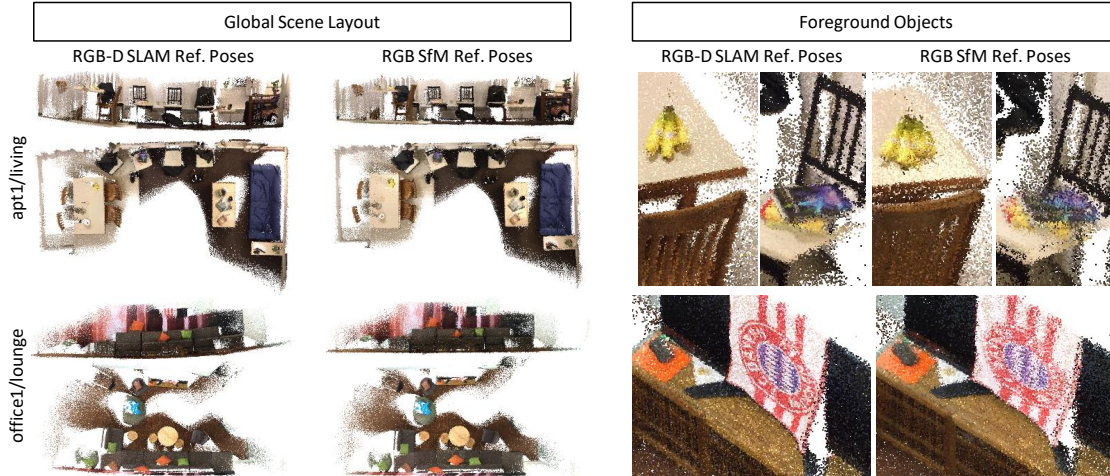 Global Scene Layout
Foreground Objects
RGB-D SLAM Ref. Poses
RGB SfM Ref. Poses
RGB-D SLAM Ref. Poses
RGB SfM Ref. Poses
apt1/living
office1/lounge